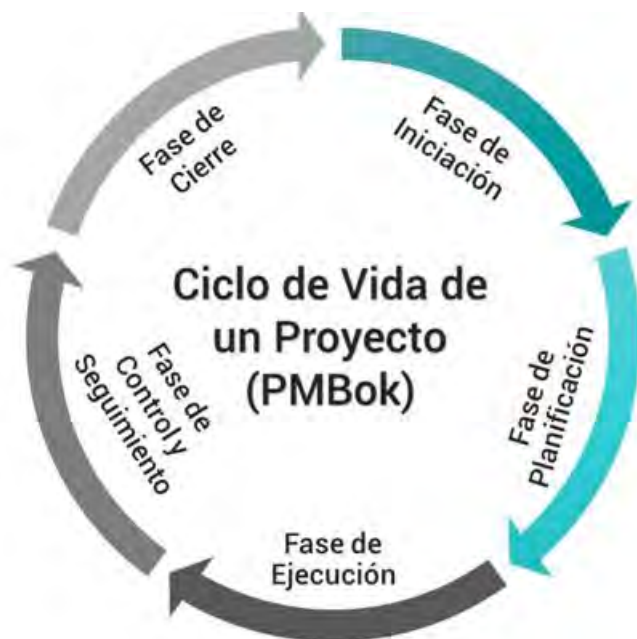 Ciclo de Vida de
un Proyecto
(PMBok)
Fase de
Iniciación
Fase de
Planificación
Fase de
Ejecución
Fase de
Control y
Seguimiento
Fase de
Cierre